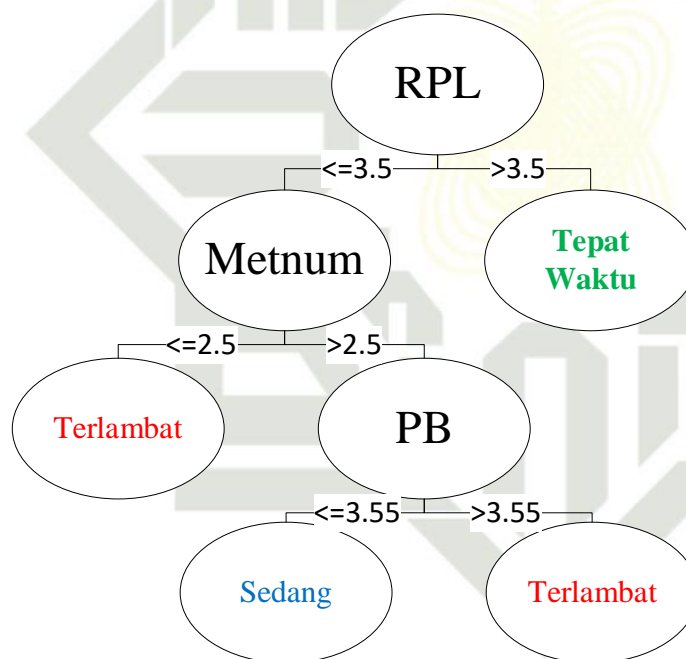 RPL
<=3.5
>3.5
Metnum
Tepat
Waktu
<=2.5
>2.5
Terlambat
PB
<=3.55
>3.55
Sedang
Terlambat